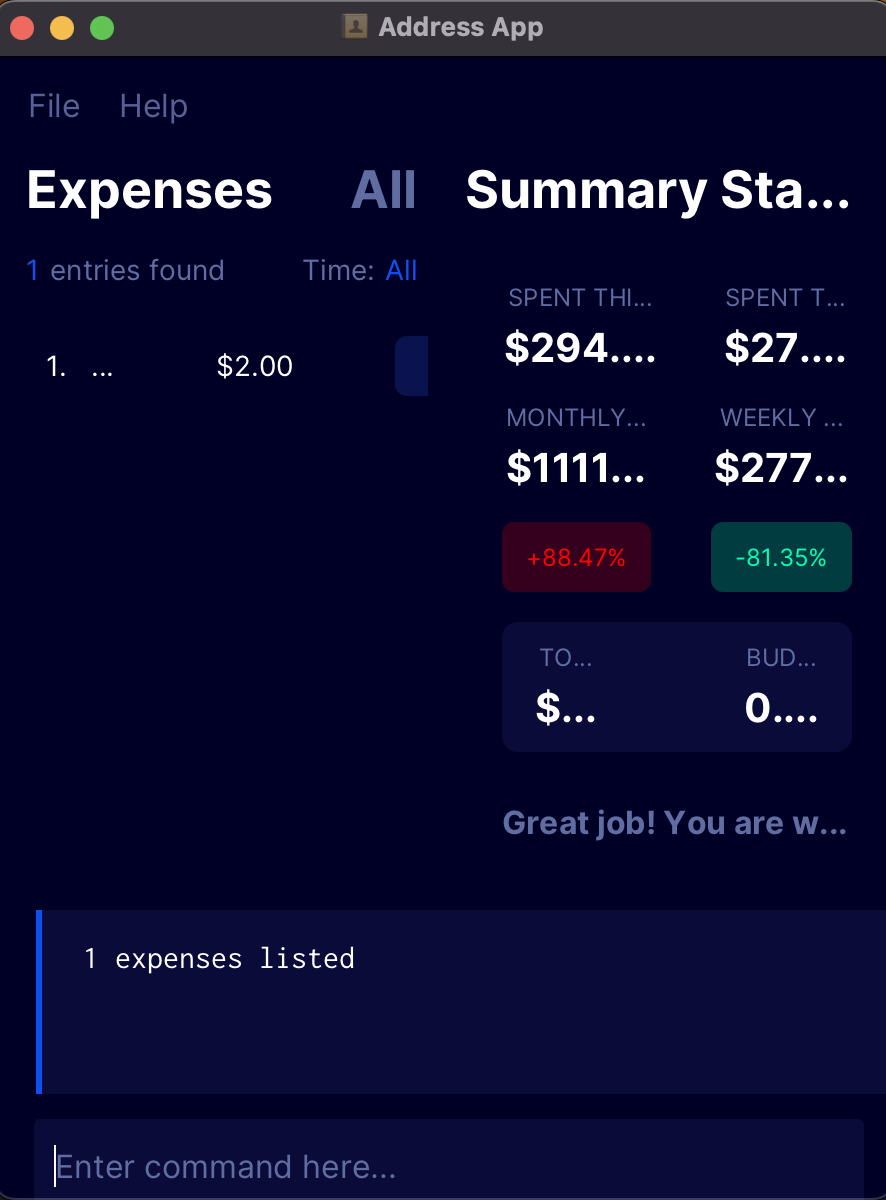 Address App
File Help
Expenses All
1 entries found Time: All
1. ... $2.00
Summary Sta...
SPENT THI... SPENT T...
$294.... $27....
MONTHLY... WEEKLY ...
$1111... $277...
+88.47% -81.35%
TO... BUD...
$... 0....
Great job! You are w...
1 expenses listed
Enter command here...